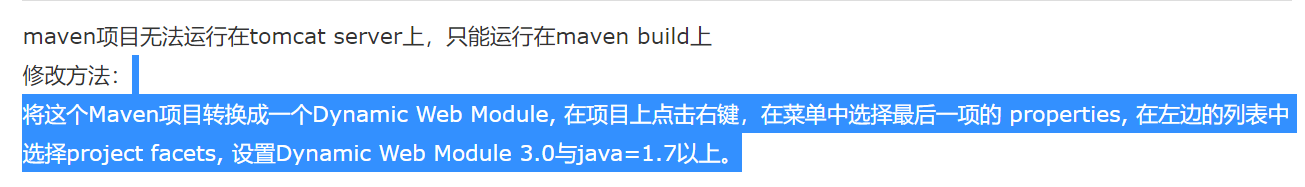 maven项目无法运行在tomcat server上，只能运行在maven build上
修改方法：
将这个Maven项目转换成一个Dynamic Web Module, 在项目上点击右键，在菜单中选择最后一项的 properties, 在左边的列表中
选择project facets, 设置Dynamic Web Module 3.0与java=1.7以上。